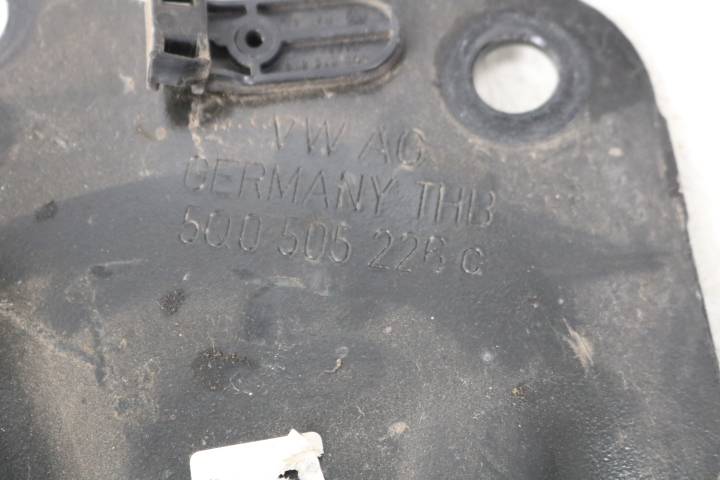 VW AG
GERMANY THB
5Q0 505 226 C